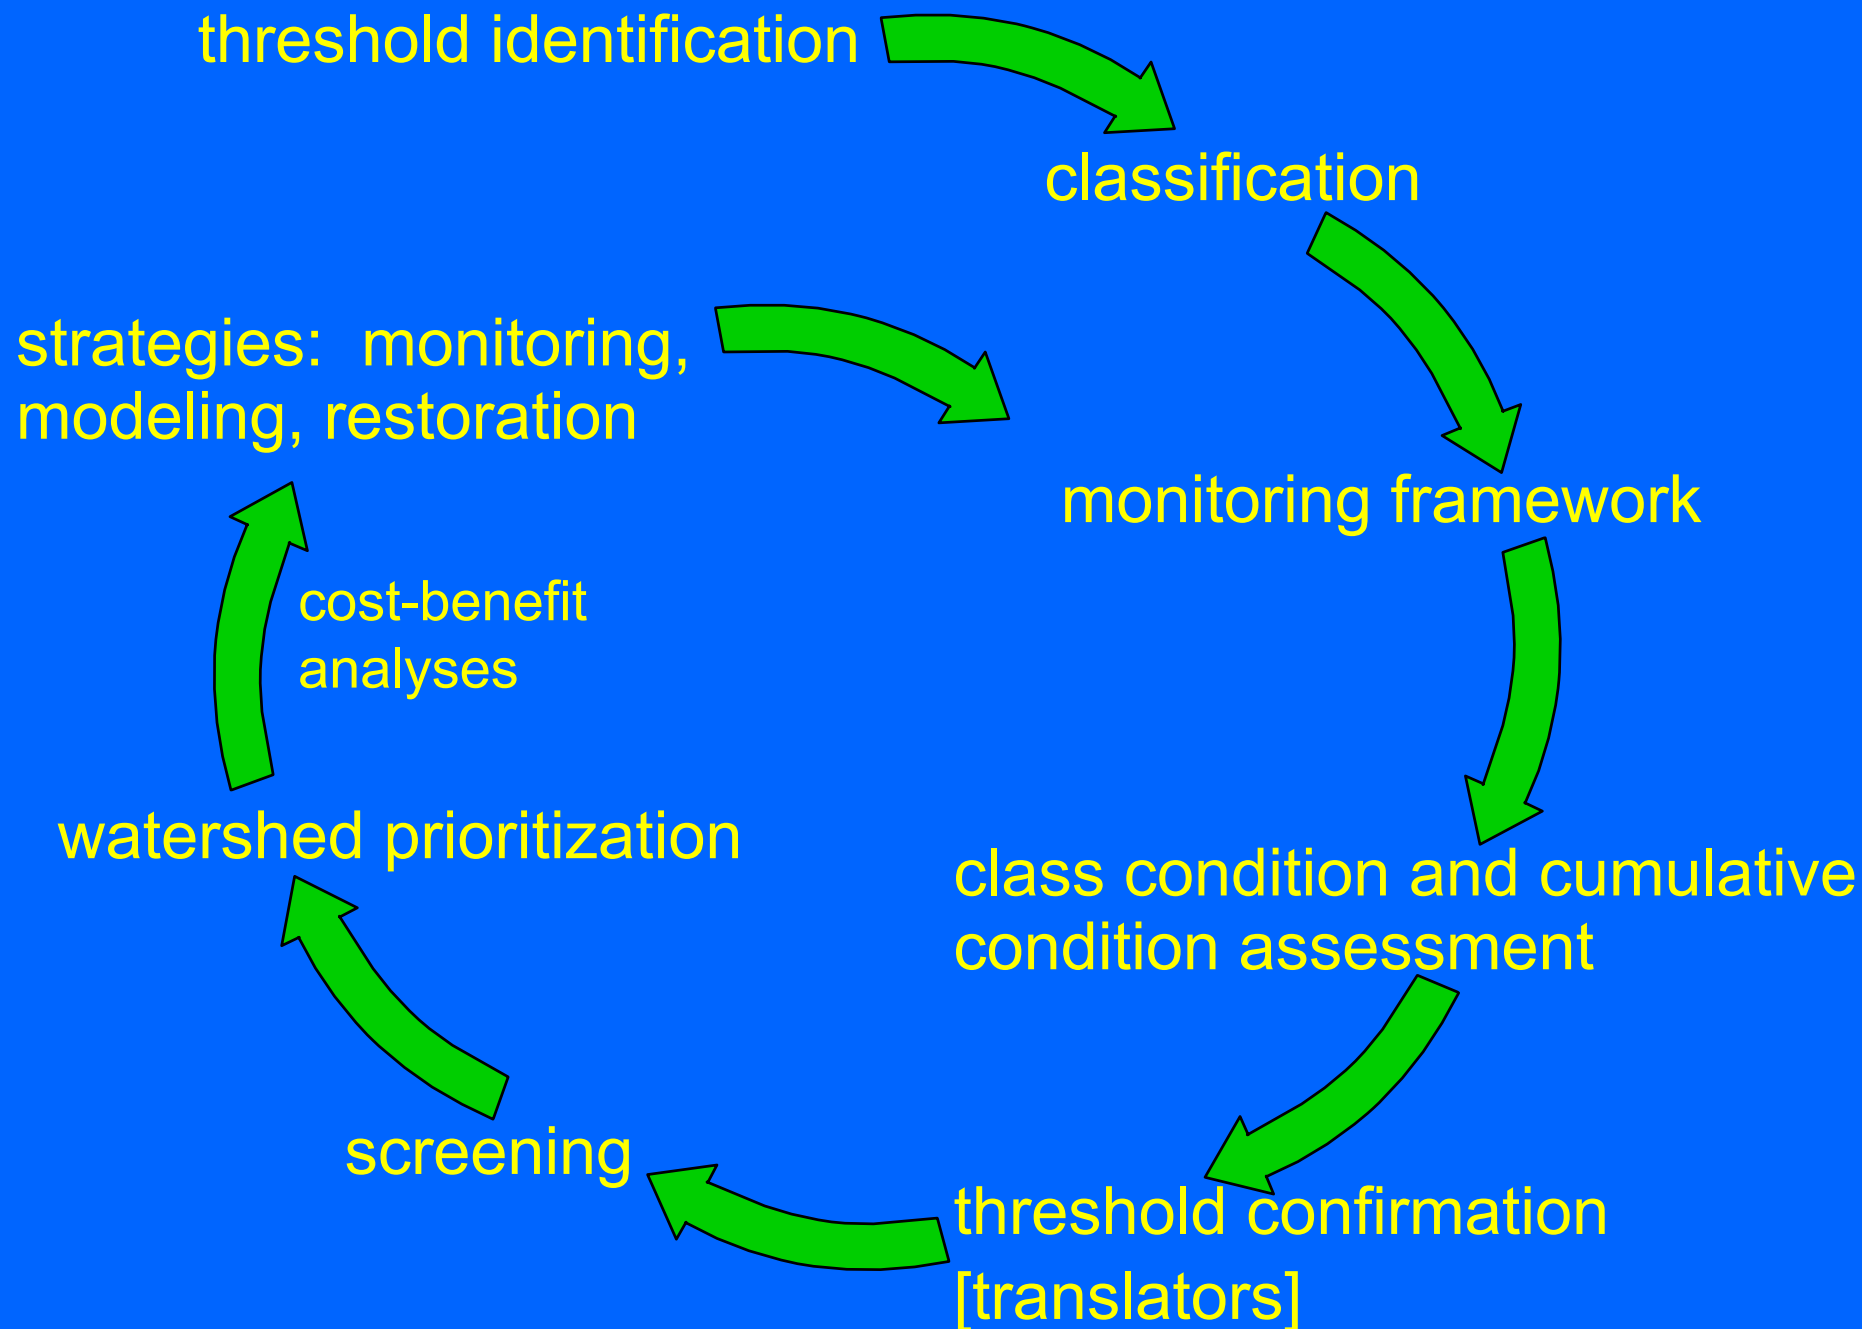 threshold identification
classification
strategies:  monitoring,
modeling, restoration
monitoring framework
cost-benefit
analyses
watershed prioritization
class condition and cumulative
condition assessment
screening
threshold confirmation
[translators]